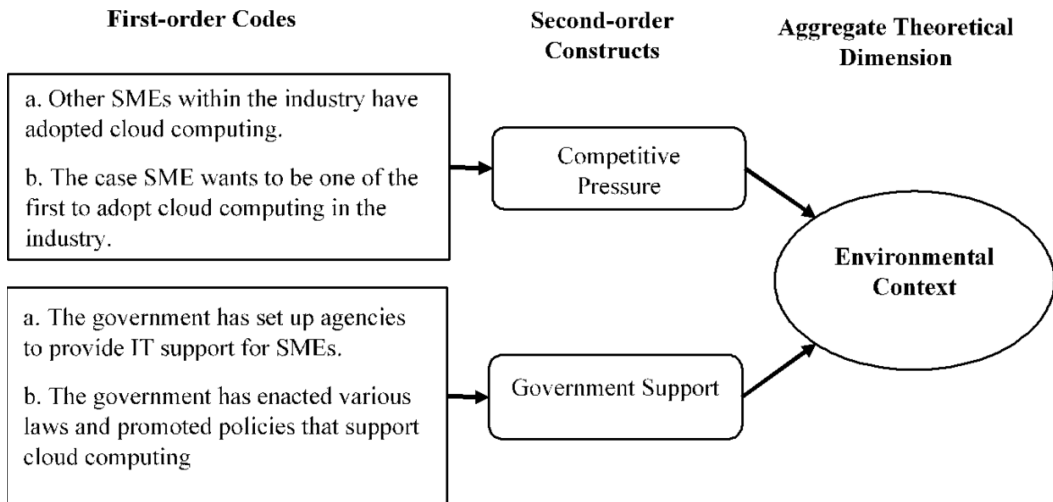 First-order Codes
Second-order
Constructs
Aggregate Theoretical
Dimension
a. Other SMEs within the industry have
adopted cloud computing.
b. The case SME wants to be one of the
first to adopt cloud computing in the
industry.
Competitive
Pressure
Environmental
Context
a. The government has set up agencies
to provide IT support for SMEs.
b. The government has enacted various
laws and promoted policies that support
cloud computing
Government Support